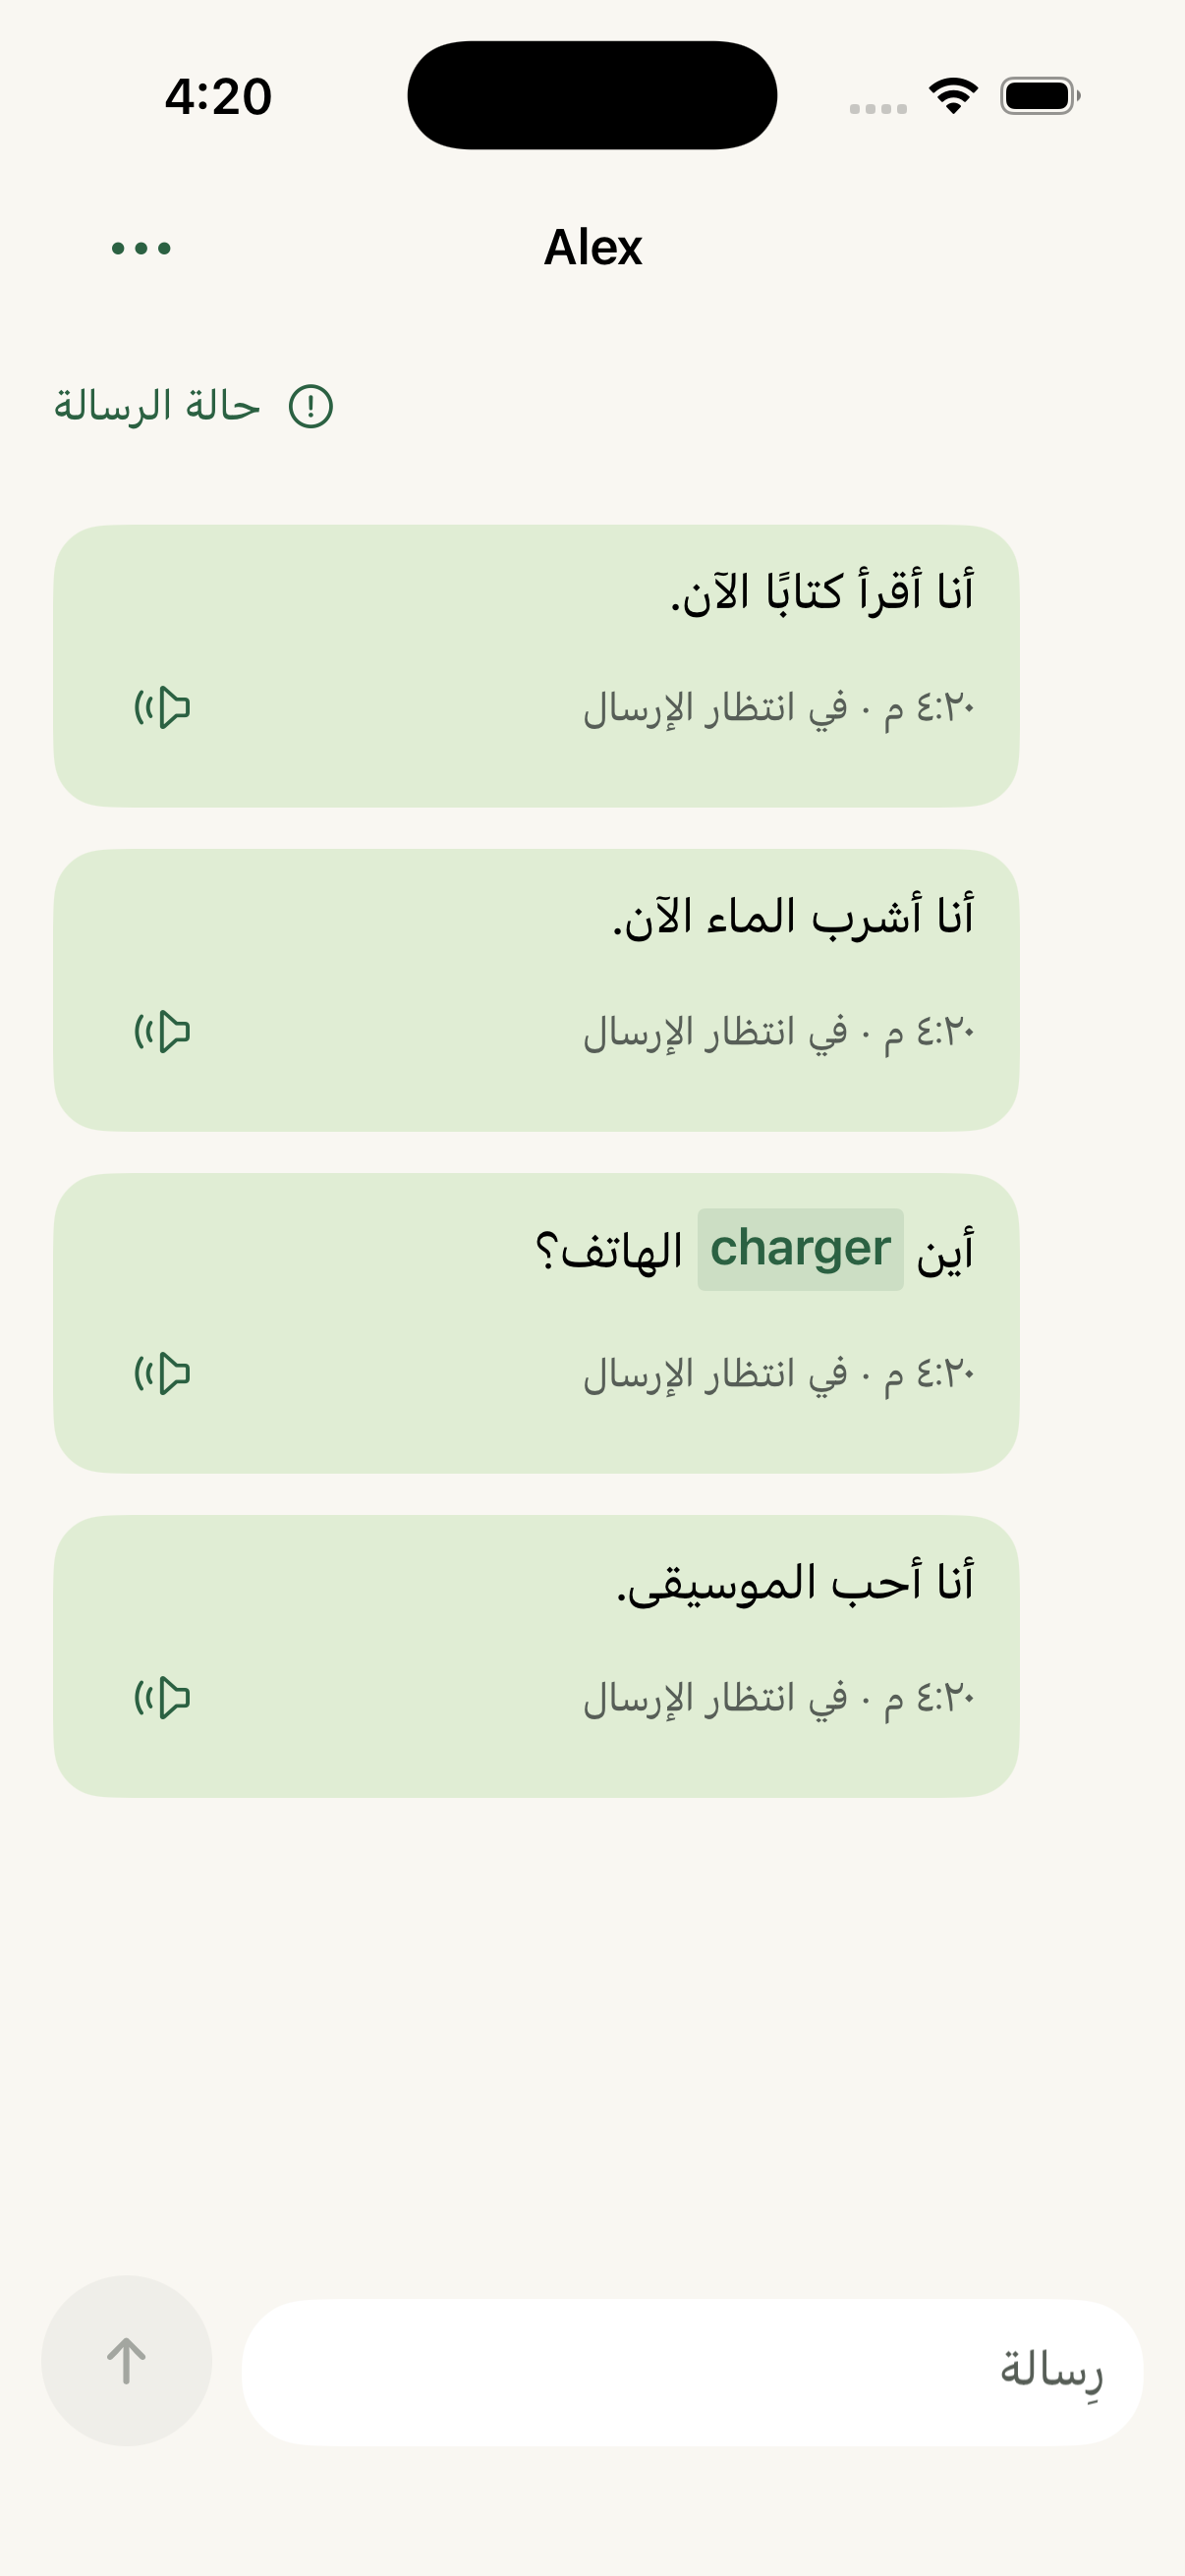 4:20
Alex
حالة الرسالة
أنا أقرأ كتابًا الآن.
٤:٢٠ م · في انتظار الإرسال
أنا أشرب الماء الآن.
٤:٢٠ م · في انتظار الإرسال
أين charger الهاتف؟
٤:٢٠ م · في انتظار الإرسال
أنا أحب الموسيقى.
٤:٢٠ م · في انتظار الإرسال
رِسالة